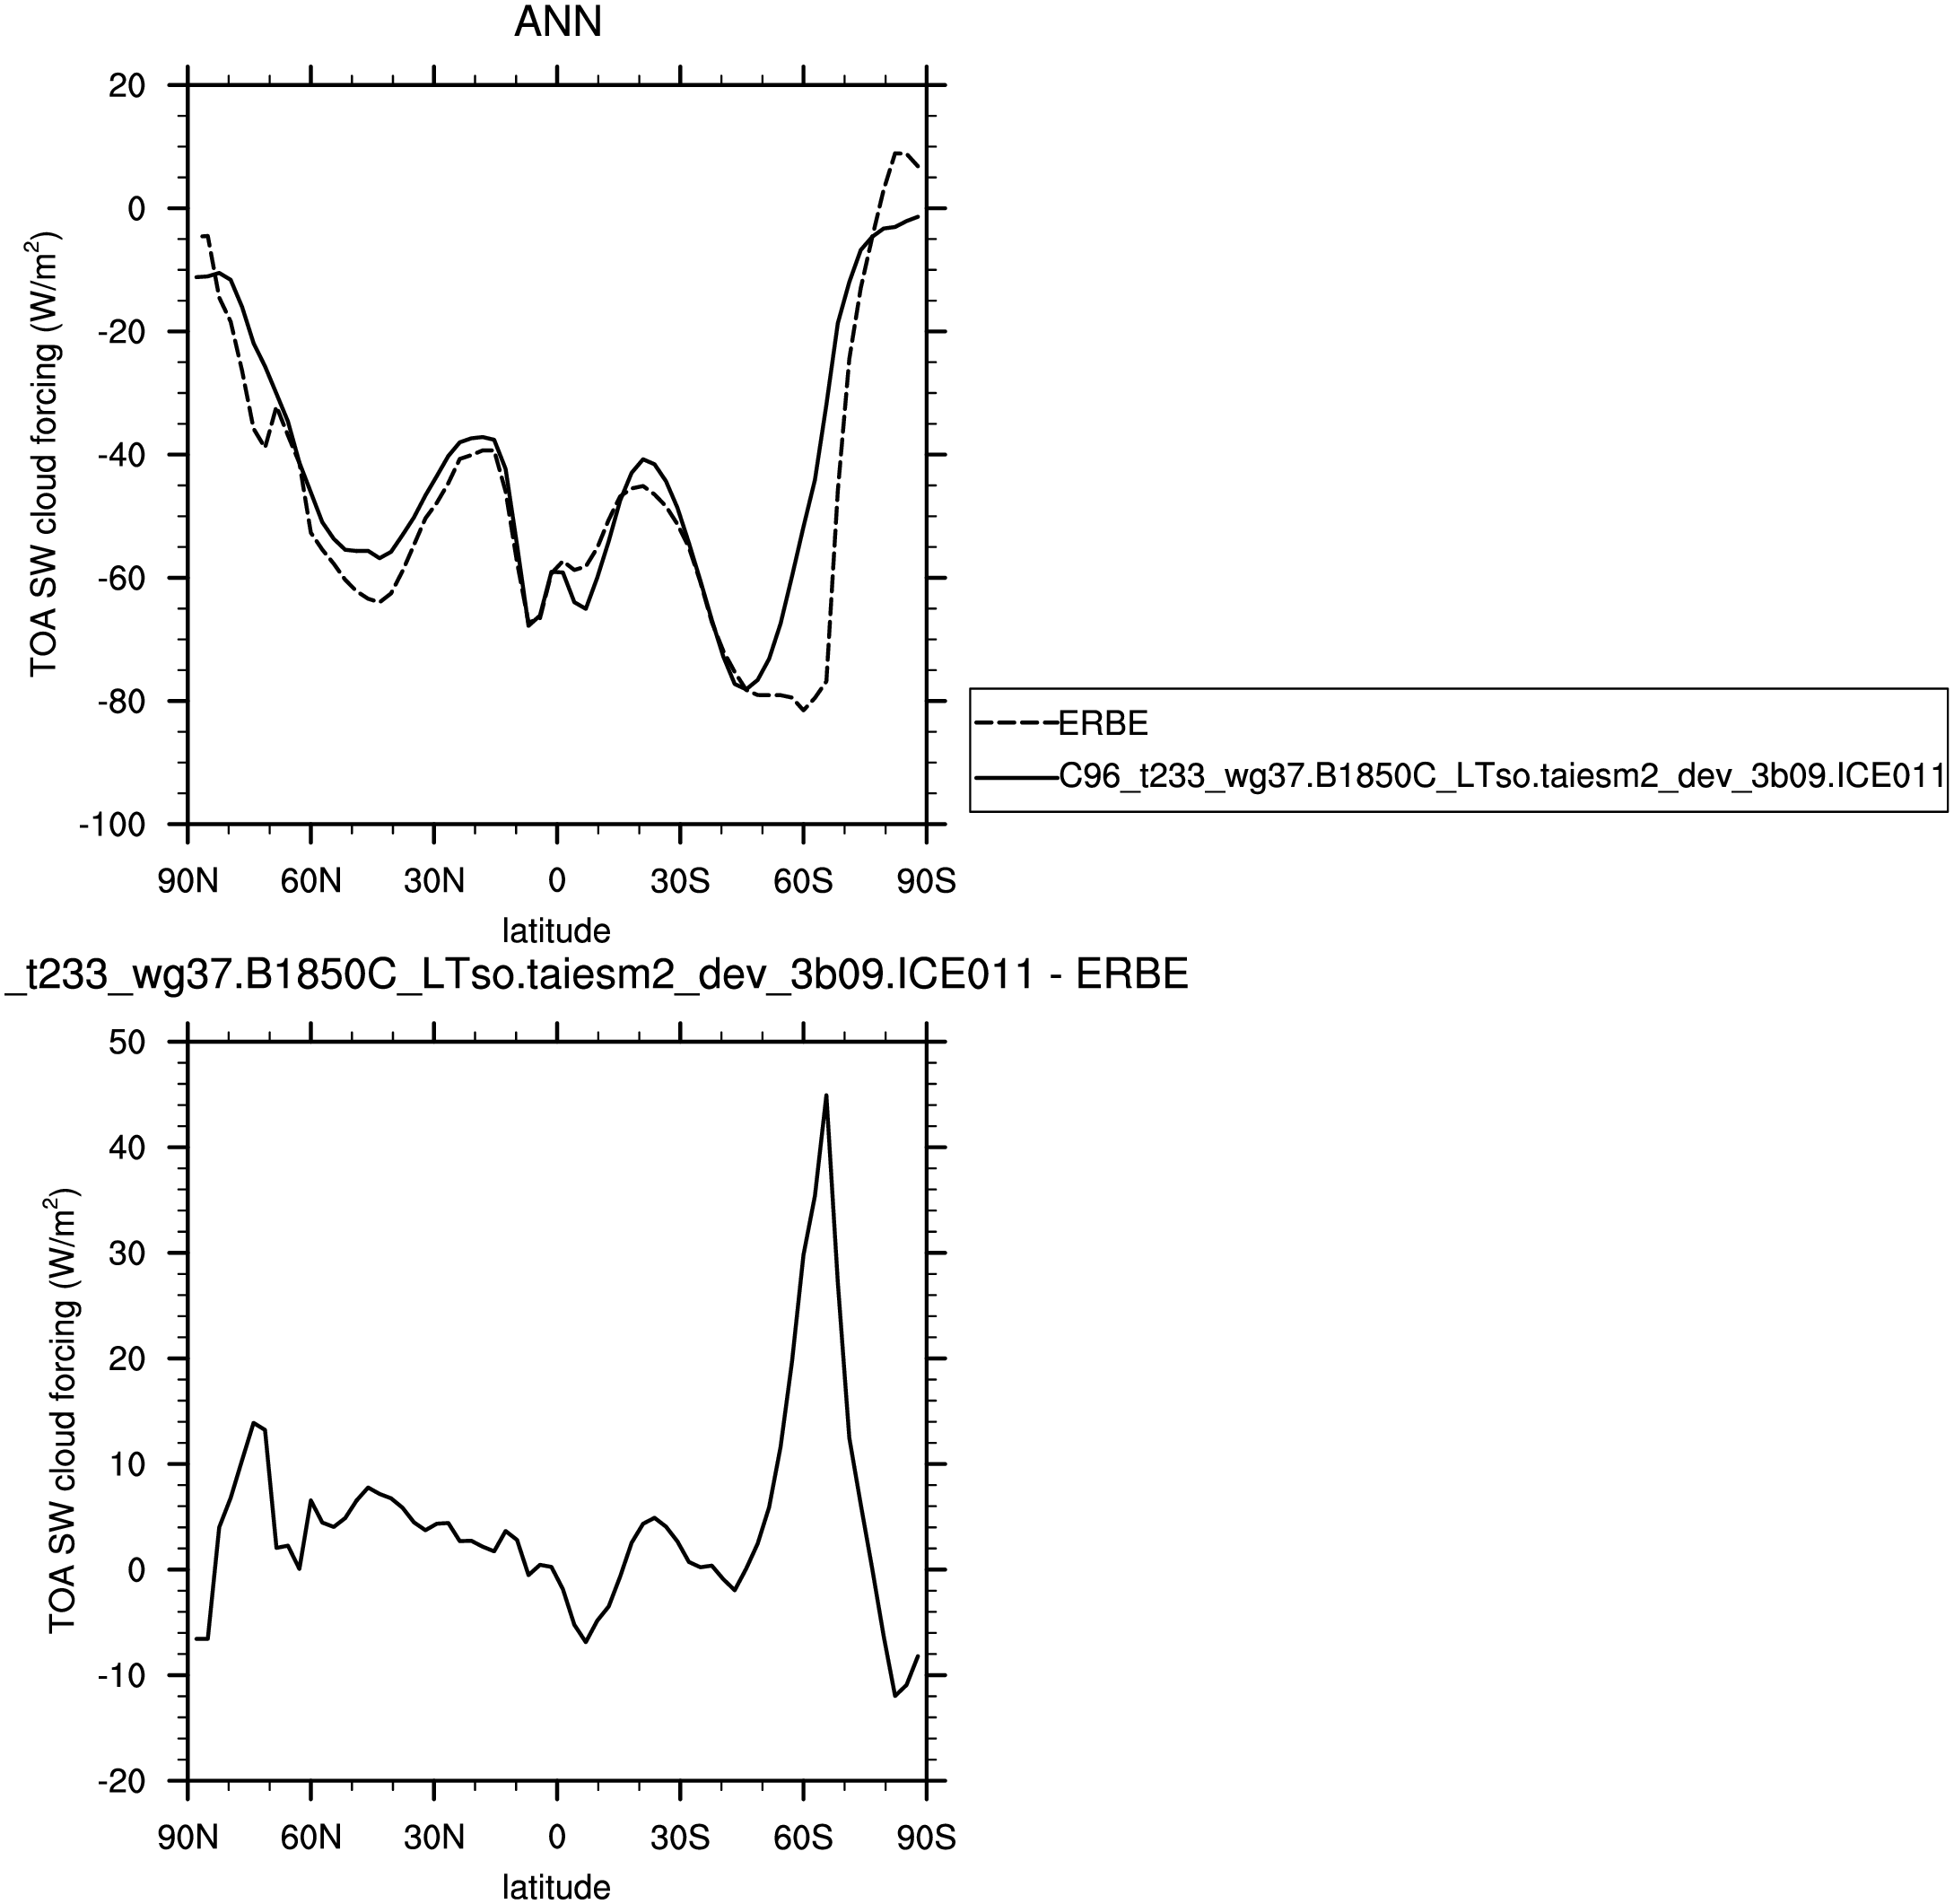 ANN
20
0
-20
-40
-60
-80
-100
TOA SW cloud forcing (W/m²)
90N 60N 30N 0 30S 60S 90S
latitude
ERBE
C96_t233_wg37.B1850C_LTso.taiesm2_dev_3b09.ICE011
_t233_wg37.B1850C_LTso.taiesm2_dev_3b09.ICE011 - ERBE
50
40
30
20
10
0
-10
-20
TOA SW cloud forcing (W/m²)
90N 60N 30N 0 30S 60S 90S
latitude